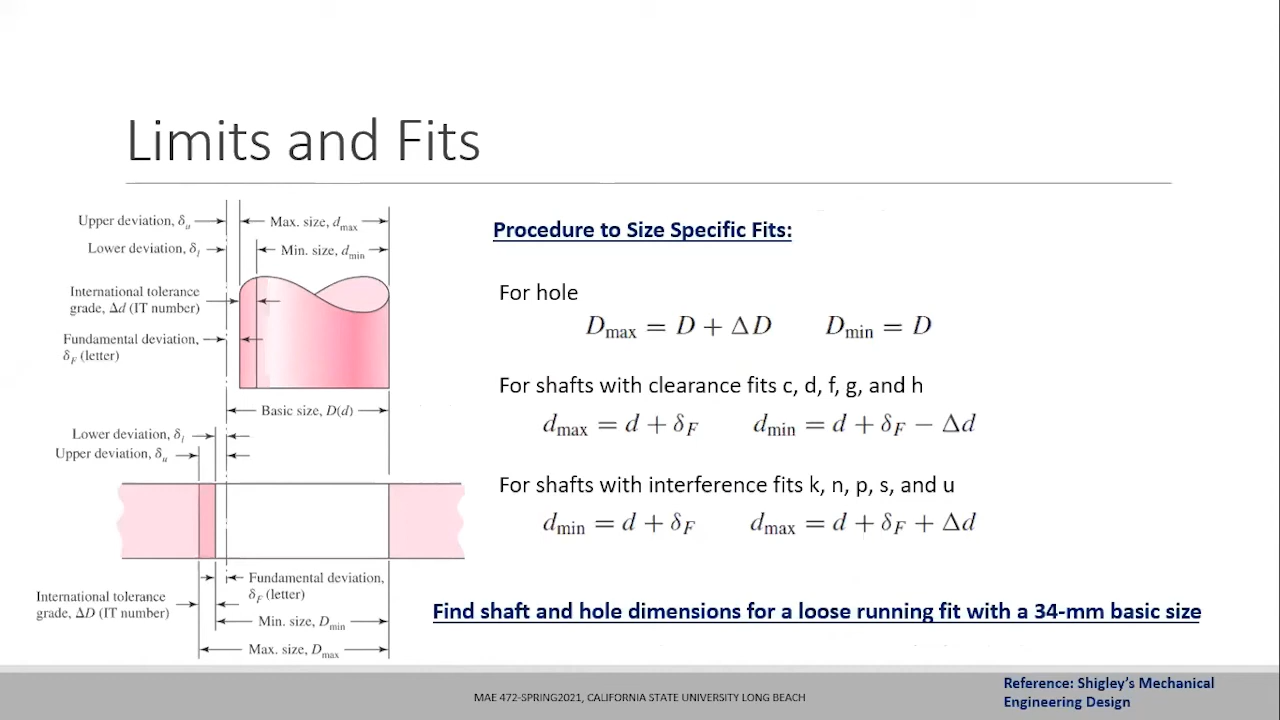 Limits and Fits
Upper deviation, δu
Max. size, dmax
Lower deviation, δl
Min. size, dmin
International tolerance
grade, Δd (IT number)
Fundamental deviation,
δF (letter)
Basic size, D(d)
Lower deviation, δl
Upper deviation, δu
Fundamental deviation,
δF (letter)
International tolerance
grade, ΔD (IT number)
Min. size, Dmin
Max. size, Dmax
Procedure to Size Specific Fits:
For hole
Dmax = D + ΔD Dmin = D
For shafts with clearance fits c, d, f, g, and h
dmax = d + δF dmin = d + δF − Δd
For shafts with interference fits k, n, p, s, and u
dmin = d + δF dmax = d + δF + Δd
Find shaft and hole dimensions for a loose running fit with a 34-mm basic size
MAE 472-SPRING2021, CALIFORNIA STATE UNIVERSITY LONG BEACH
Reference: Shigley's Mechanical
Engineering Design